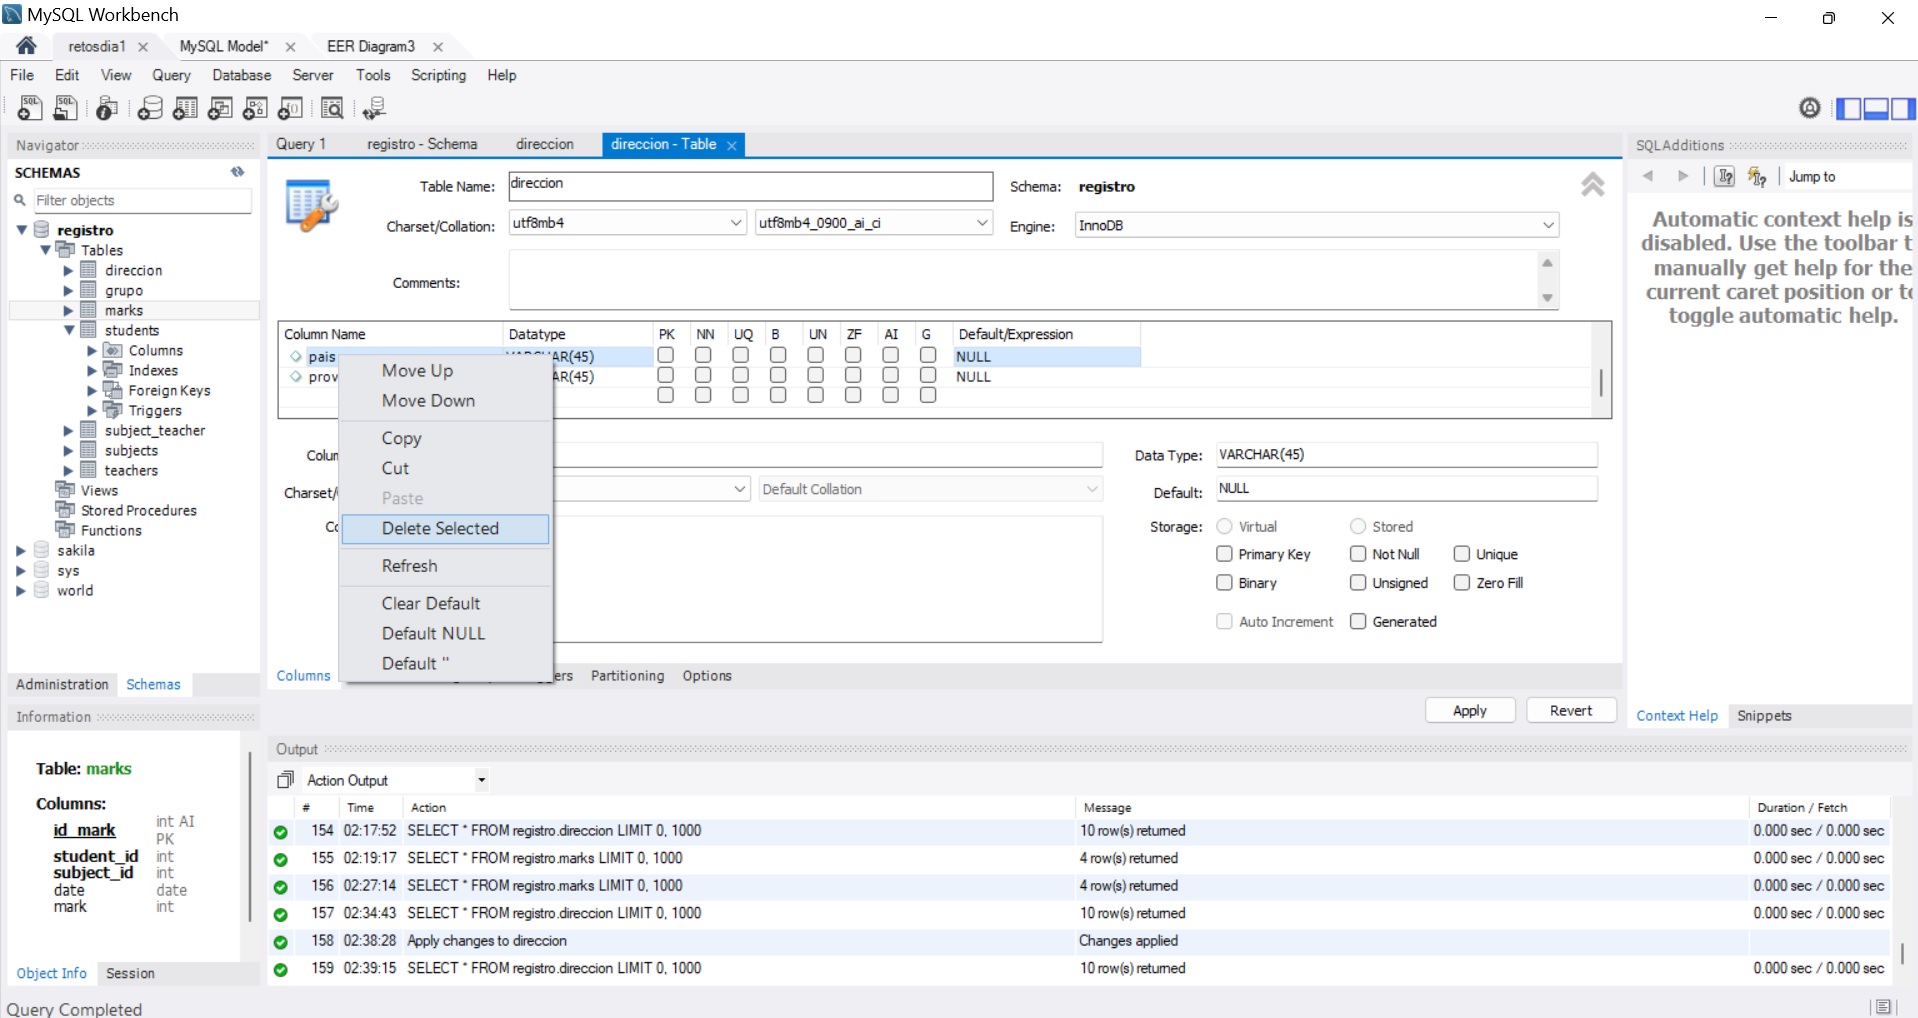 MySQL Workbench
retosdia1 MySQL Model* EER Diagram3
File Edit View Query Database Server Tools Scripting Help
Navigator
SCHEMAS
Filter objects
registro
Tables
direccion
grupo
marks
students
Columns
Indexes
Foreign Keys
Triggers
subject_teacher
subjects
teachers
Views
Stored Procedures
Functions
sakila
sys
world
Administration Schemas
Information
Table: marks
Columns:
id_mark int AI
PK
student_id int
subject_id int
date date
mark int
Object Info Session
Query Completed
Query 1 registro - Schema direccion direccion - Table
Table Name: direccion Schema: registro
Charset/Collation: utf8mb4 utf8mb4_0900_ai_ci Engine: InnoDB
Comments:
Column Name Datatype PK NN UQ B UN ZF AI G Default/Expression
pais VARCHAR(45) NULL
prov AR(45) NULL
Move Up
Move Down
Copy
Cut
Paste
Delete Selected
Refresh
Clear Default
Default NULL
Default ''
Colum Data Type: VARCHAR(45)
Charset/ Default Collation Default: NULL
Co Storage: Virtual Stored
Primary Key Not Null Unique
Binary Unsigned Zero Fill
Auto Increment Generated
Columns ers Partitioning Options
Apply Revert
SQLAdditions
Jump to
Automatic context help is
disabled. Use the toolbar t
manually get help for the
current caret position or to
toggle automatic help.
Context Help Snippets
Output
Action Output
# Time Action Message Duration / Fetch
154 02:17:52 SELECT * FROM registro.direccion LIMIT 0, 1000 10 row(s) returned 0.000 sec / 0.000 sec
155 02:19:17 SELECT * FROM registro.marks LIMIT 0, 1000 4 row(s) returned 0.000 sec / 0.000 sec
156 02:27:14 SELECT * FROM registro.marks LIMIT 0, 1000 4 row(s) returned 0.000 sec / 0.000 sec
157 02:34:43 SELECT * FROM registro.direccion LIMIT 0, 1000 10 row(s) returned 0.000 sec / 0.000 sec
158 02:38:28 Apply changes to direccion Changes applied
159 02:39:15 SELECT * FROM registro.direccion LIMIT 0, 1000 10 row(s) returned 0.000 sec / 0.000 sec